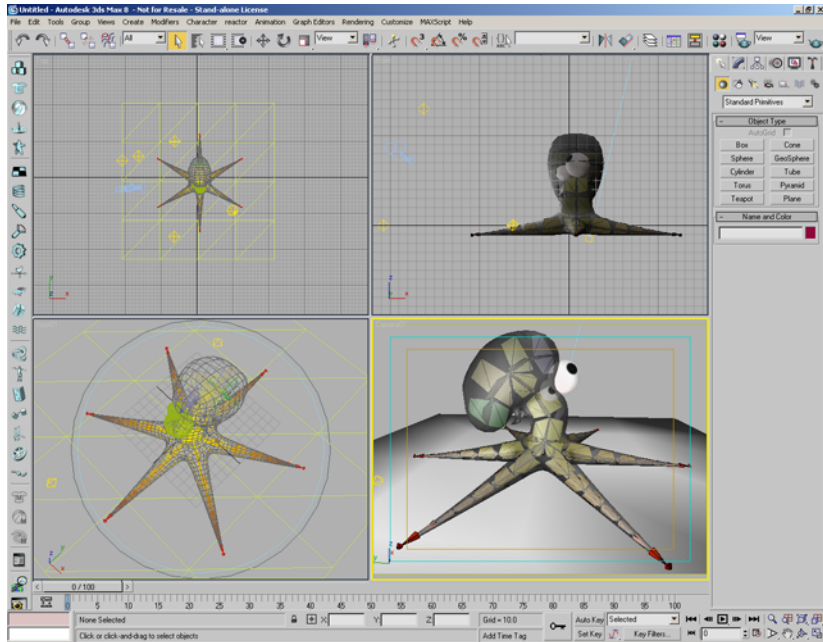 Untitled - Autodesk 3ds Max 8 - Not for Resale - Stand-alone License
File Edit Tools Group Views Create Modifiers Character reactor Animation Graph Editors Rendering Customize MAXScript Help
All View View
Standard Primitives
- Object Type
AutoGrid
Box Cone
Sphere GeoSphere
Cylinder Tube
Torus Pyramid
Teapot Plane
- Name and Color
0 / 100
0 5 10 15 20 25 30 35 40 45 50 55 60 65 70 75 80 85 90 95 100
None Selected X: Y: Z: Grid = 10.0 Auto Key Selected
Click or click-and-drag to select objects Add Time Tag Set Key Key Filters... 0